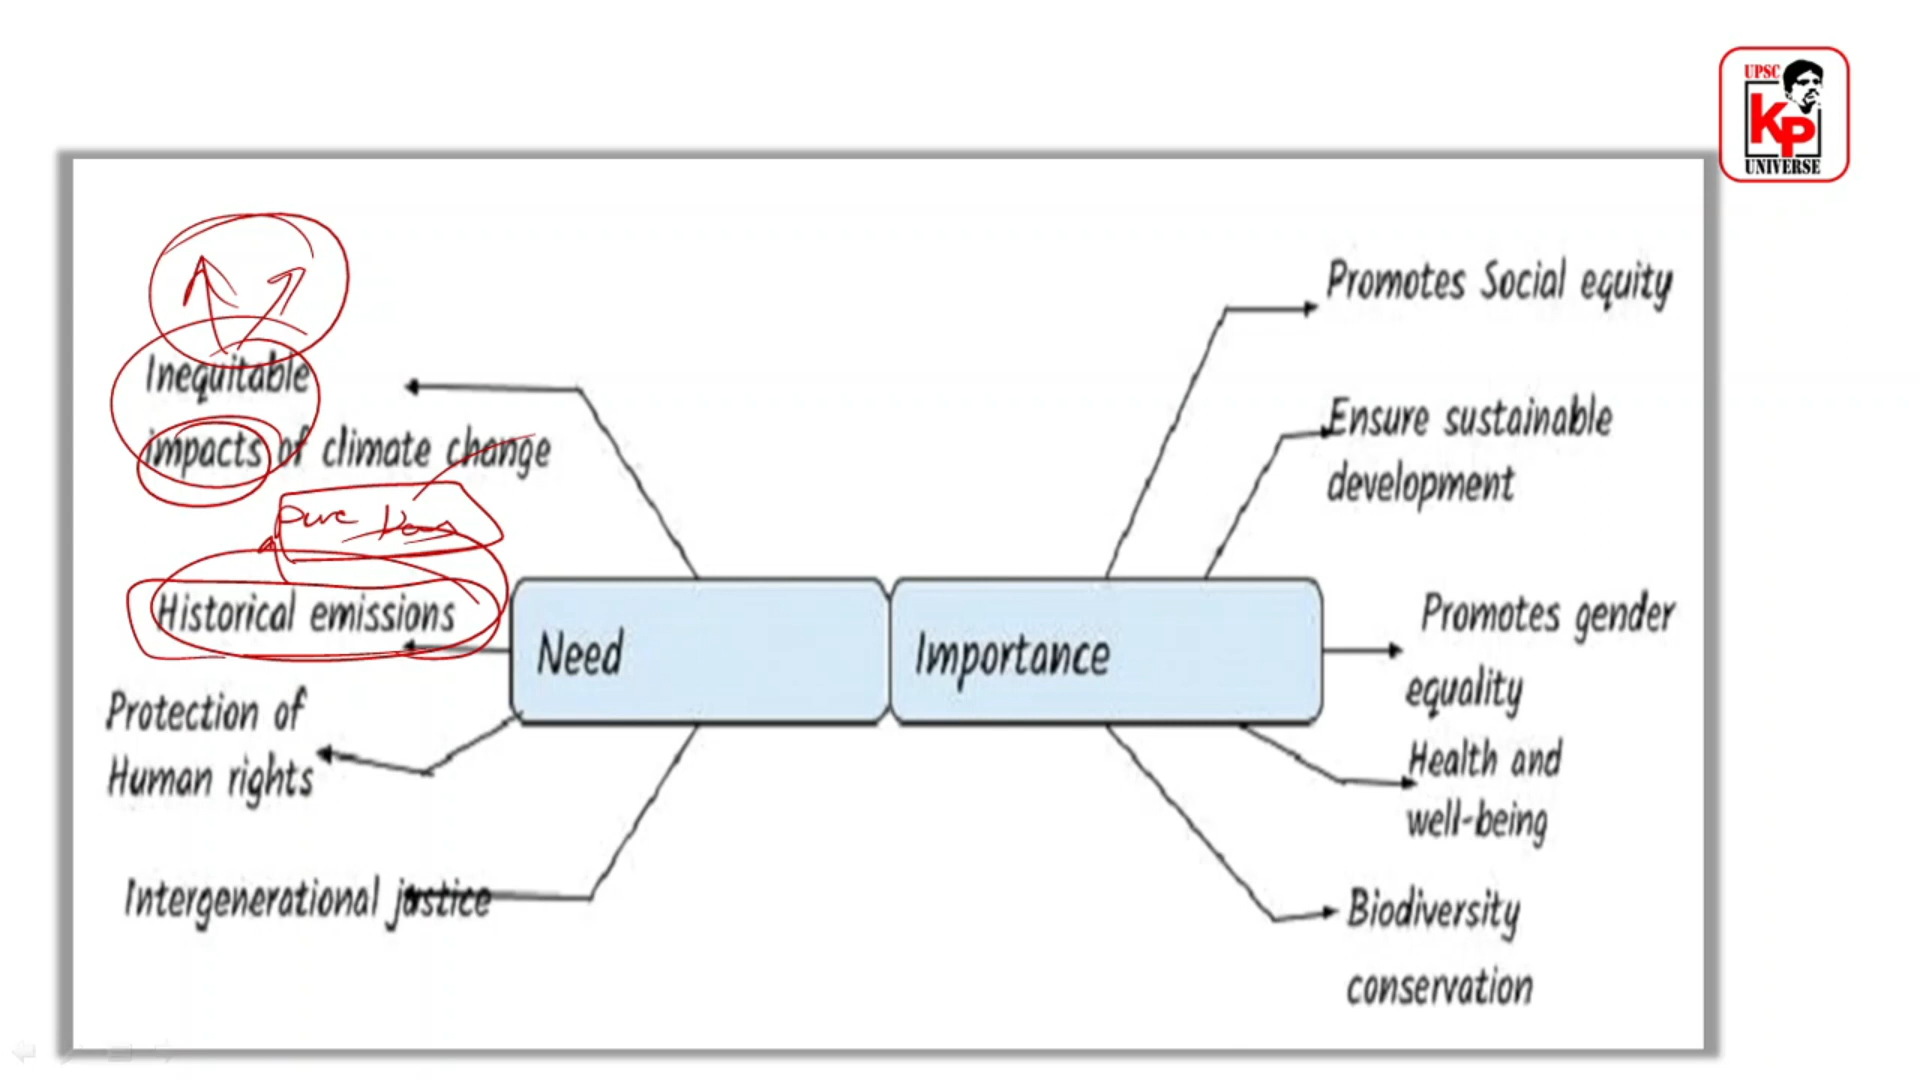 UPSC
KP
UNIVERSE
Inequitable
impacts of climate change
Historical emissions
Protection of
Human rights
Intergenerational justice
Need
Importance
Promotes Social equity
Ensure sustainable
development
Promotes gender
equality
Health and
well-being
Biodiversity
conservation